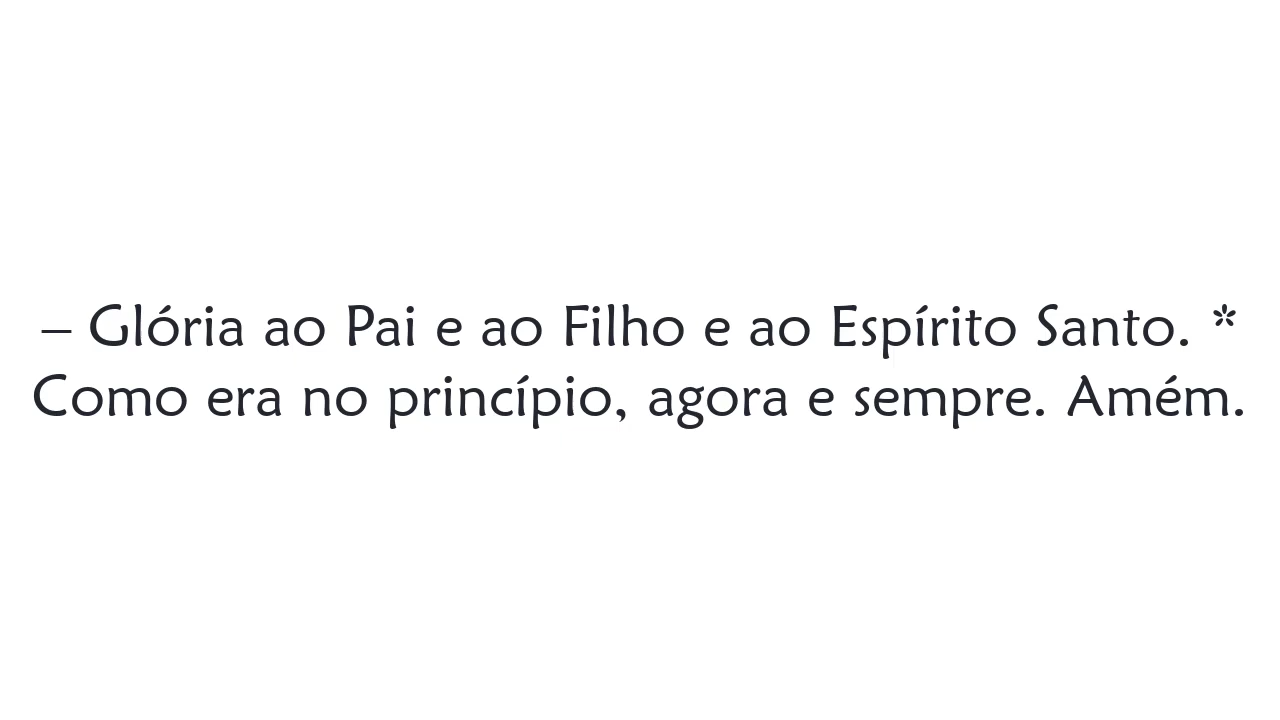 – Glória ao Pai e ao Filho e ao Espírito Santo. *
Como era no princípio, agora e sempre. Amém.